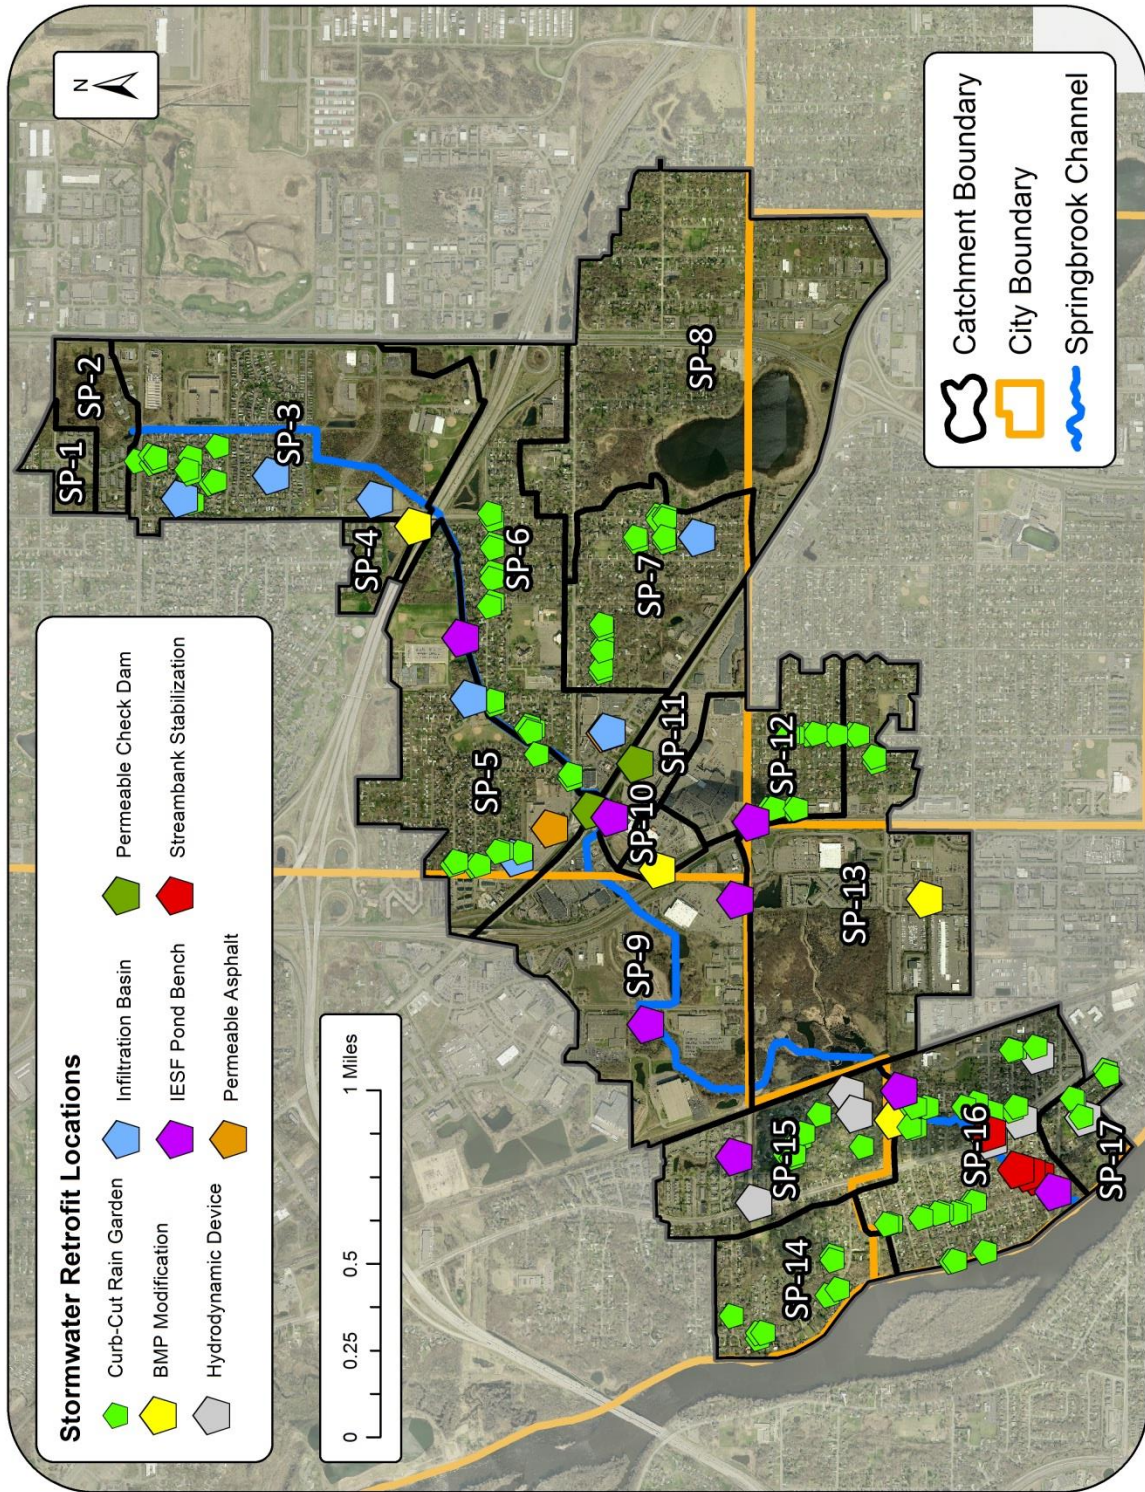 Stormwater Retrofit Locations
Curb-Cut Rain Garden
Infiltration Basin
Permeable Check Dam
BMP Modification
IESF Pond Bench
Streambank Stabilization
Hydrodynamic Device
Permeable Asphalt
0 0.25 0.5 1 Miles
N
SP-1
SP-2
SP-3
SP-4
SP-5
SP-6
SP-7
SP-8
SP-9
SP-10
SP-11
SP-12
SP-13
SP-14
SP-15
SP-16
SP-17
Catchment Boundary
City Boundary
Springbrook Channel